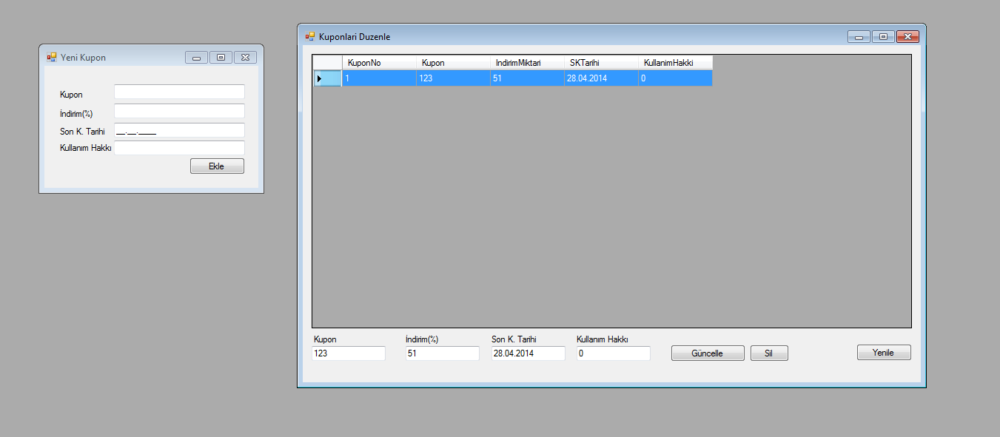 Yeni Kupon
Kupon
İndirim(%)
Son K. Tarihi __.__.____
Kullanım Hakkı
Ekle
Kuponlari Duzenle
KuponNo Kupon IndirimMiktari SKTarihi KullanimHakki
1 123 51 28.04.2014 0
Kupon İndirim(%) Son K. Tarihi Kullanım Hakkı
123 51 28.04.2014 0 Güncelle Sil Yenile